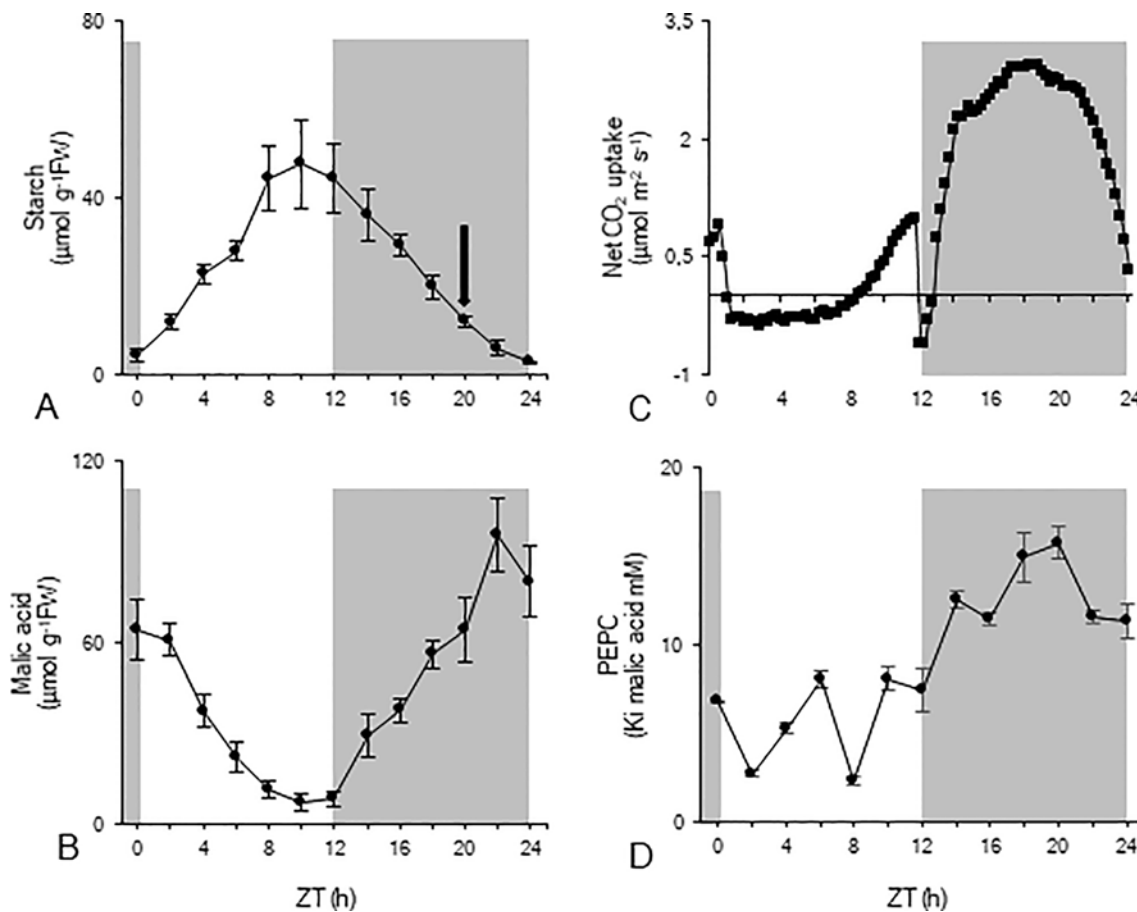 80
40
0
Starch
(µmol g⁻¹FW)
0 4 8 12 16 20 24
A
3,5
2
0,5
-1
Net CO₂ uptake
(µmol m⁻² s⁻¹)
0 4 8 12 16 20 24
C
120
60
0
Malic acid
(µmol g⁻¹FW)
0 4 8 12 16 20 24
B
ZT (h)
20
10
0
PEPC
(Ki malic acid mM)
0 4 8 12 16 20 24
D
ZT (h)